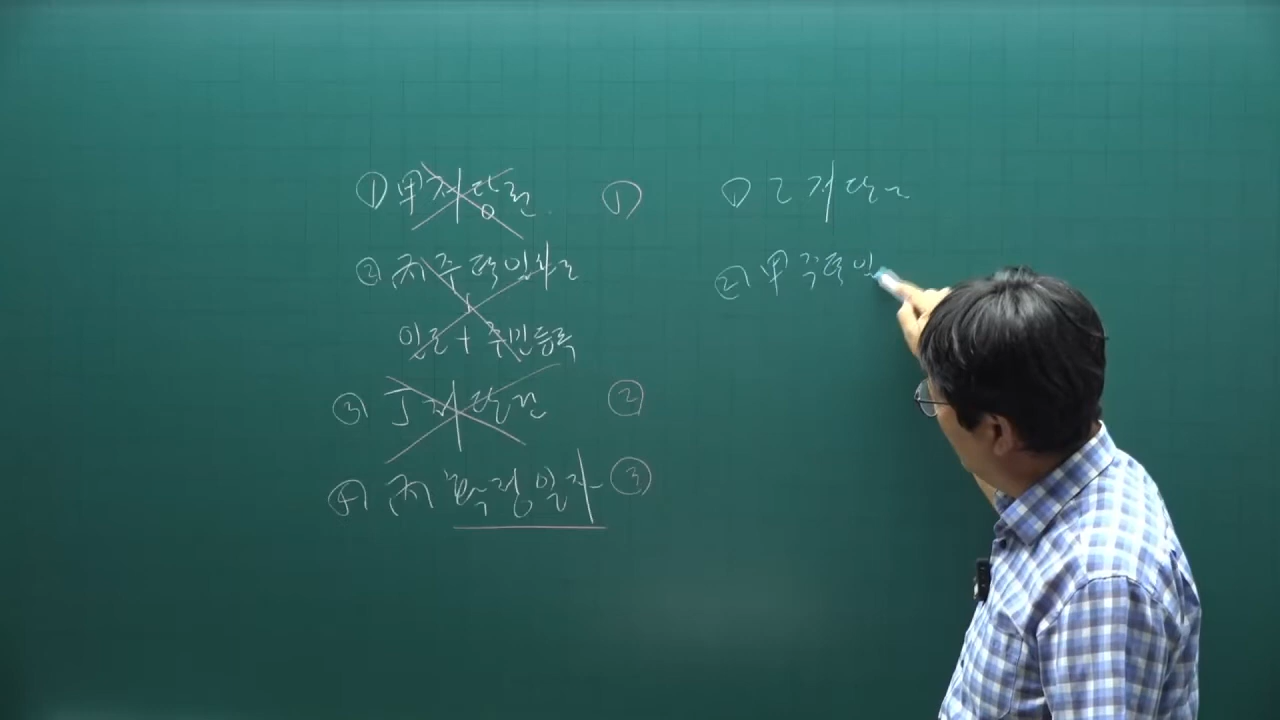 ① 甲저당권 ①
② 丙주택임차권
인도 + 주민등록
③ 丁저당권 ②
④ 丙 확정일자 ③
① 乙저당권
② 甲주택임